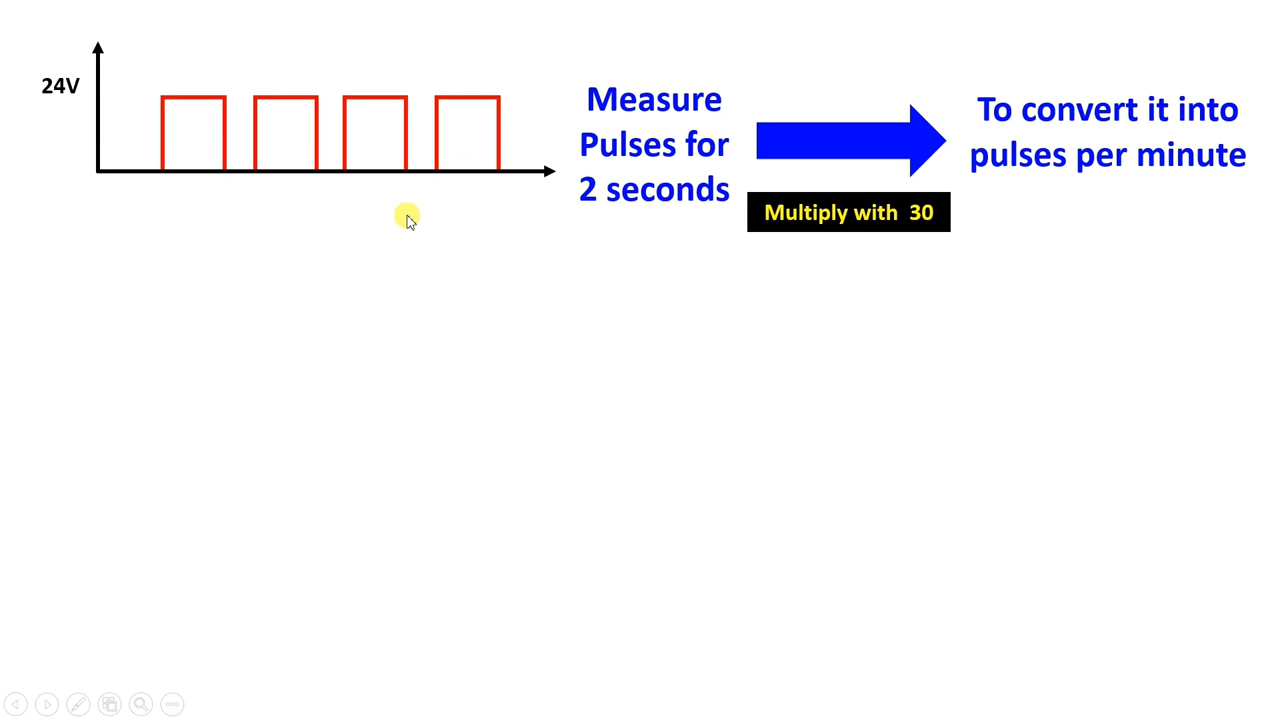 24V
Measure
Pulses for
2 seconds
Multiply with  30
To convert it into
pulses per minute